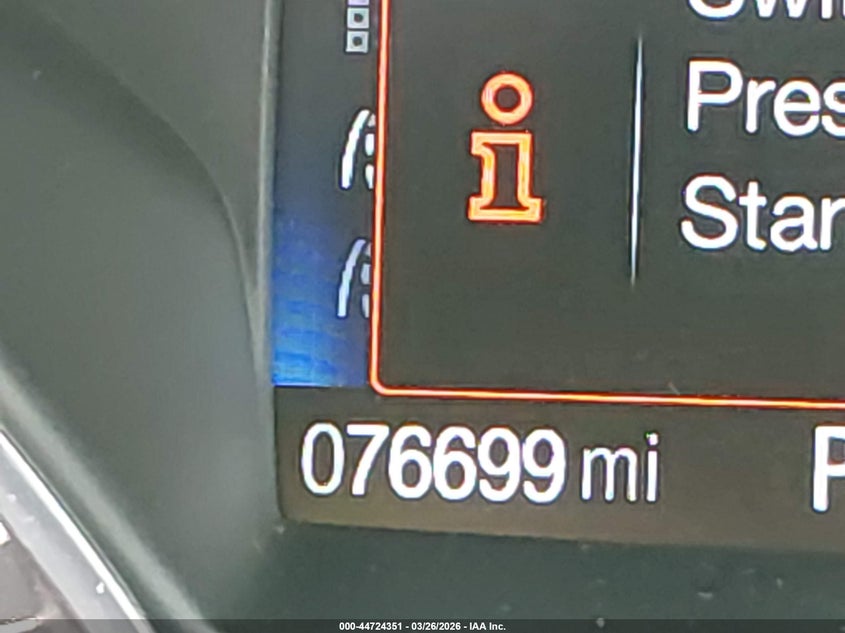 Pres
Star
076699 mi
P
000-44724351 - 03/26/2026 - IAA Inc.